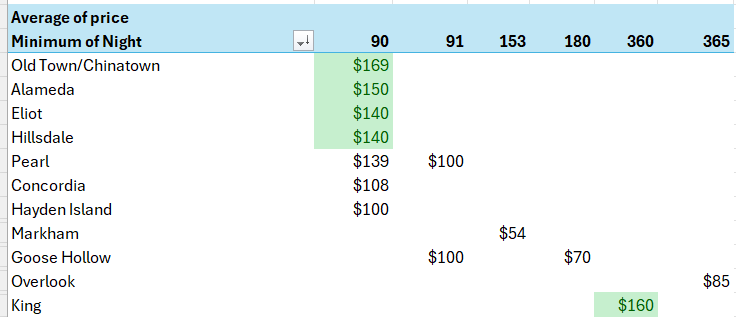 Average of price
Minimum of Night 90 91 153 180 360 365
Old Town/Chinatown $169
Alameda $150
Eliot $140
Hillsdale $140
Pearl $139 $100
Concordia $108
Hayden Island $100
Markham $54
Goose Hollow $100 $70
Overlook $85
King $160